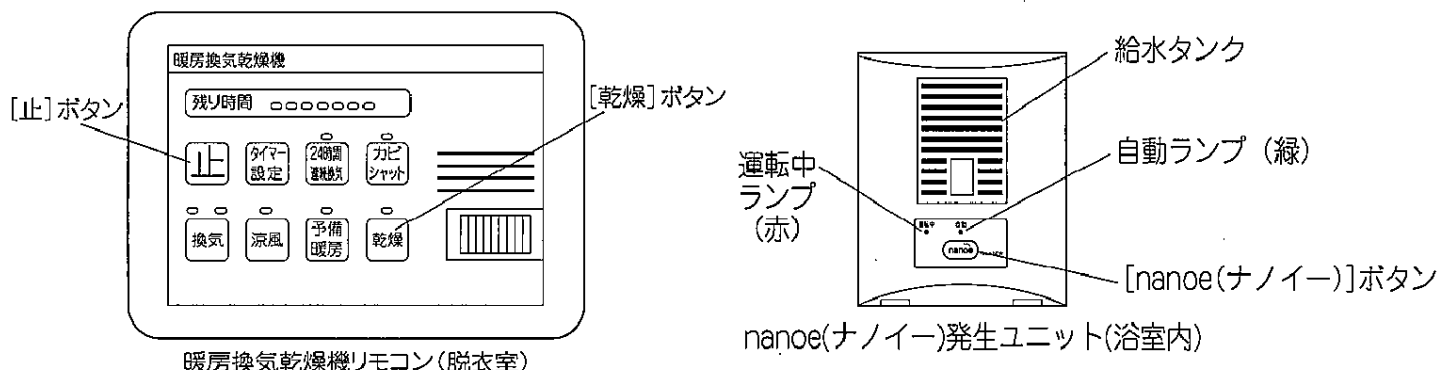 暖房換気乾燥機
残り時間
[止]ボタン
[乾燥]ボタン
止
タイマー
設定
24時間
連続換気
カビ
シャット
換気
涼風
予備
暖房
乾燥
暖房換気乾燥機リモコン(脱衣室)
給水タンク
運転中
ランプ
(赤)
自動ランプ (緑)
運転中
自動
nanoe
[nanoe(ナノイー)]ボタン
nanoe(ナノイー)発生ユニット(浴室内)